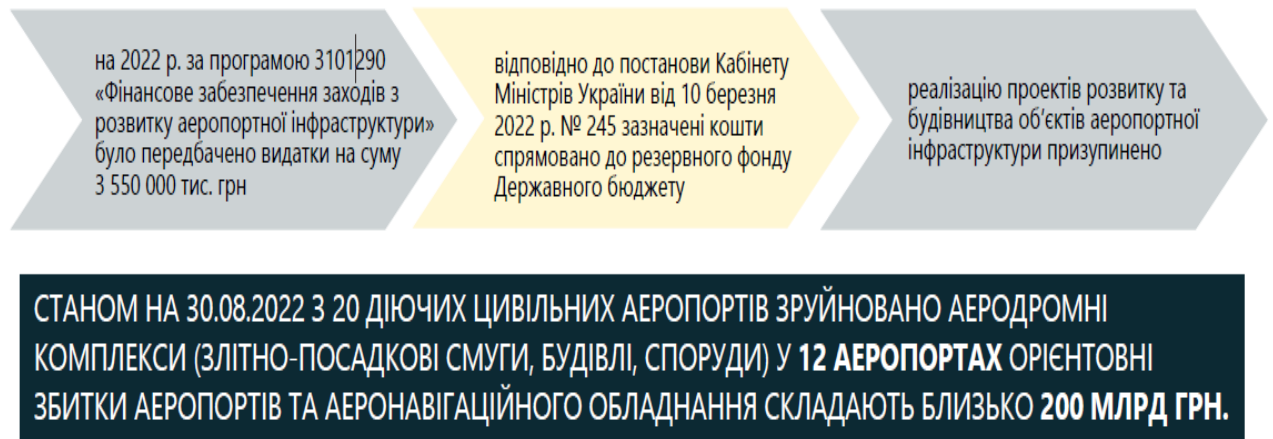 на 2022 р. за програмою 3101290
«Фінансове забезпечення заходів з
розвитку аеропортної інфраструктури»
було передбачено видатки на суму
3 550 000 тис. грн
відповідно до постанови Кабінету
Міністрів України від 10 березня
2022 р. № 245 зазначені кошти
спрямовано до резервного фонду
Державного бюджету
реалізацію проектів розвитку та
будівництва об’єктів аеропортної
інфраструктури призупинено
СТАНОМ НА 30.08.2022 З 20 ДІЮЧИХ ЦИВІЛЬНИХ АЕРОПОРТІВ ЗРУЙНОВАНО АЕРОДРОМНІ
КОМПЛЕКСИ (ЗЛІТНО-ПОСАДКОВІ СМУГИ, БУДІВЛІ, СПОРУДИ) У 12 АЕРОПОРТАХ ОРІЄНТОВНІ
ЗБИТКИ АЕРОПОРТІВ ТА АЕРОНАВІГАЦІЙНОГО ОБЛАДНАННЯ СКЛАДАЮТЬ БЛИЗЬКО 200 МЛРД ГРН.